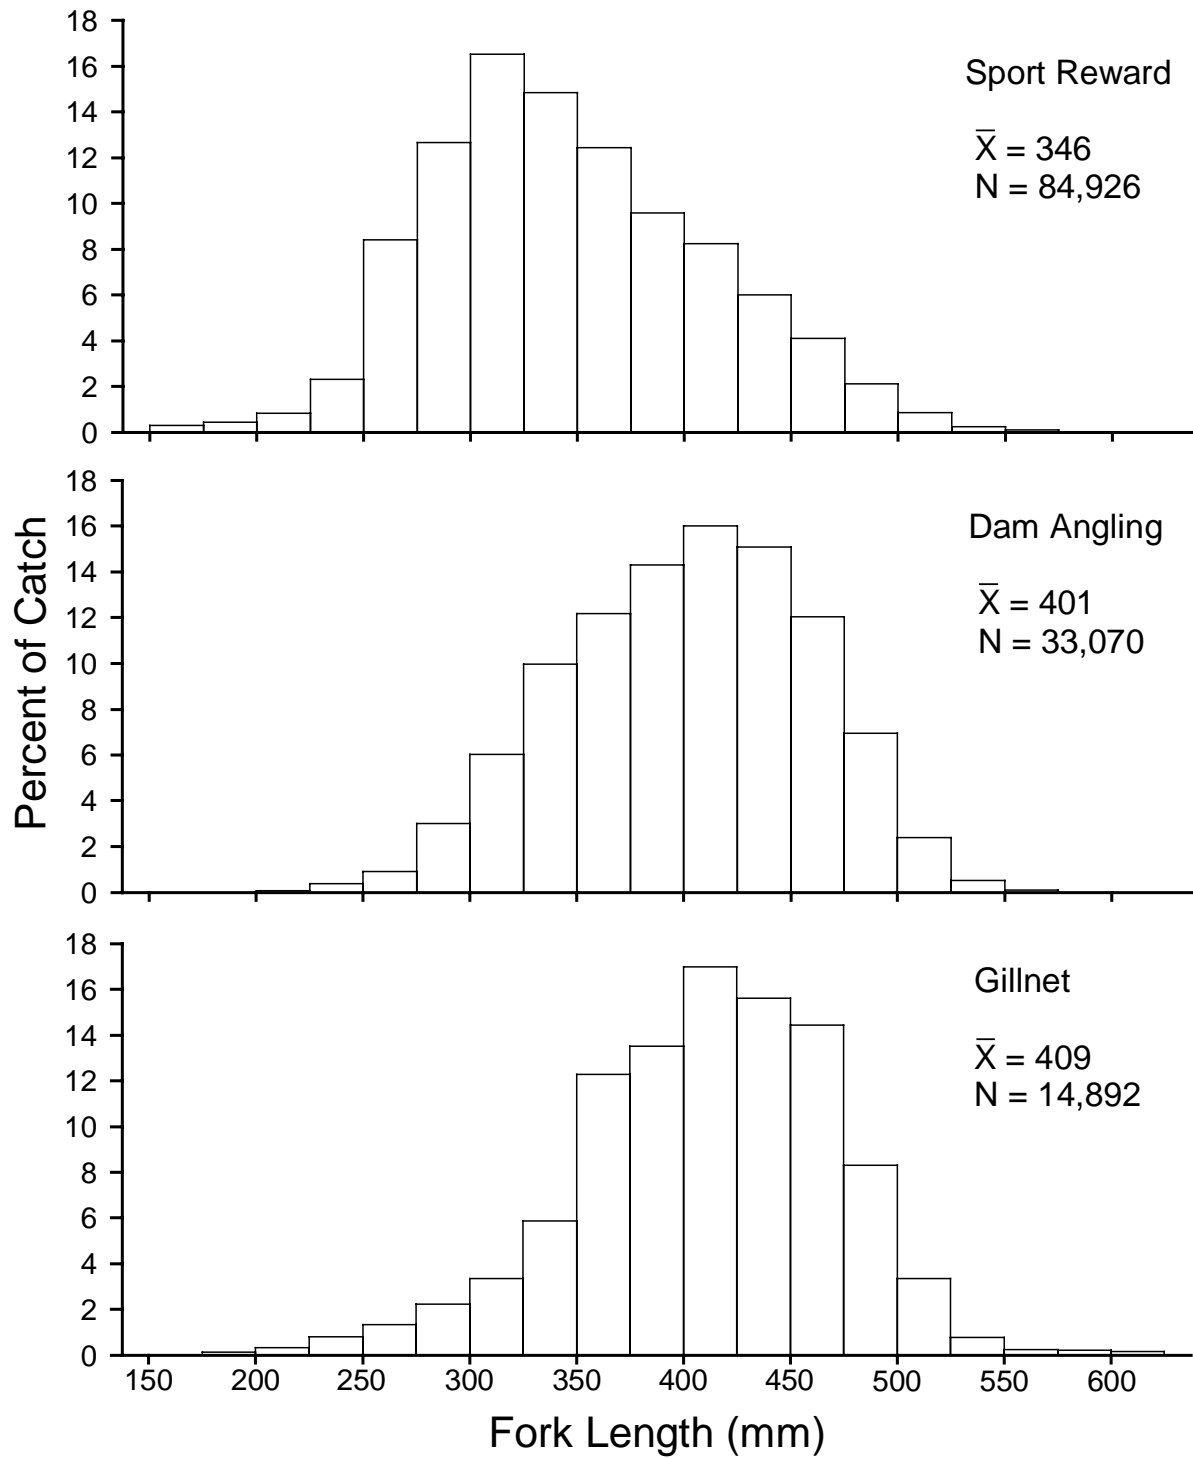 18
16
14
12
10
8
6
4
2
0
Sport Reward
X̄ = 346
N = 84,926
18
16
14
12
10
8
6
4
2
0
Dam Angling
X̄ = 401
N = 33,070
Percent of Catch
18
16
14
12
10
8
6
4
2
0
Gillnet
X̄ = 409
N = 14,892
150 200 250 300 350 400 450 500 550 600
Fork Length (mm)